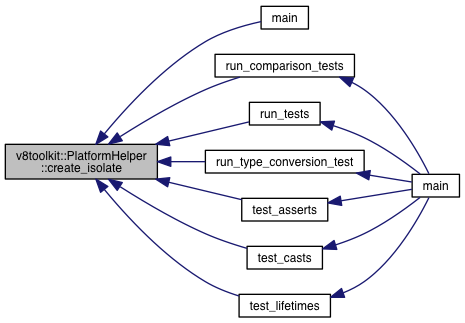 main
run_comparison_tests
run_tests
v8toolkit::PlatformHelper
::create_isolate
run_type_conversion_test
main
test_asserts
test_casts
test_lifetimes